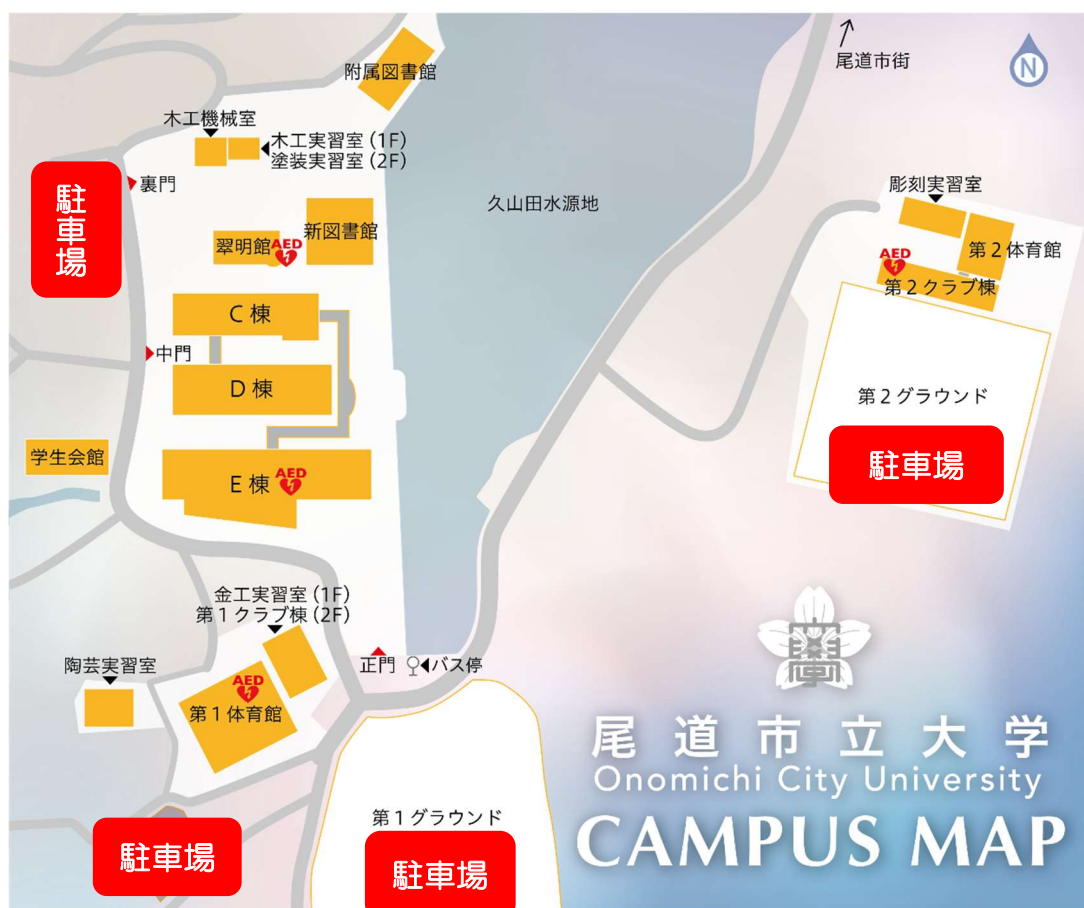 尾道市街
N
附属図書館
木工機械室
木工実習室(1F)
塗装実習室(2F)
駐車場
裏門
久山田水源地
彫刻実習室
新図書館
翠明館
AED
第2体育館
AED
第2クラブ棟
C棟
中門
D棟
第2グラウンド
駐車場
学生会館
E棟
AED
金工実習室(1F)
第1クラブ棟(2F)
陶芸実習室
正門
バス停
AED
第1体育館
學
尾道市立大学
Onomichi City University
CAMPUS MAP
第1グラウンド
駐車場
駐車場